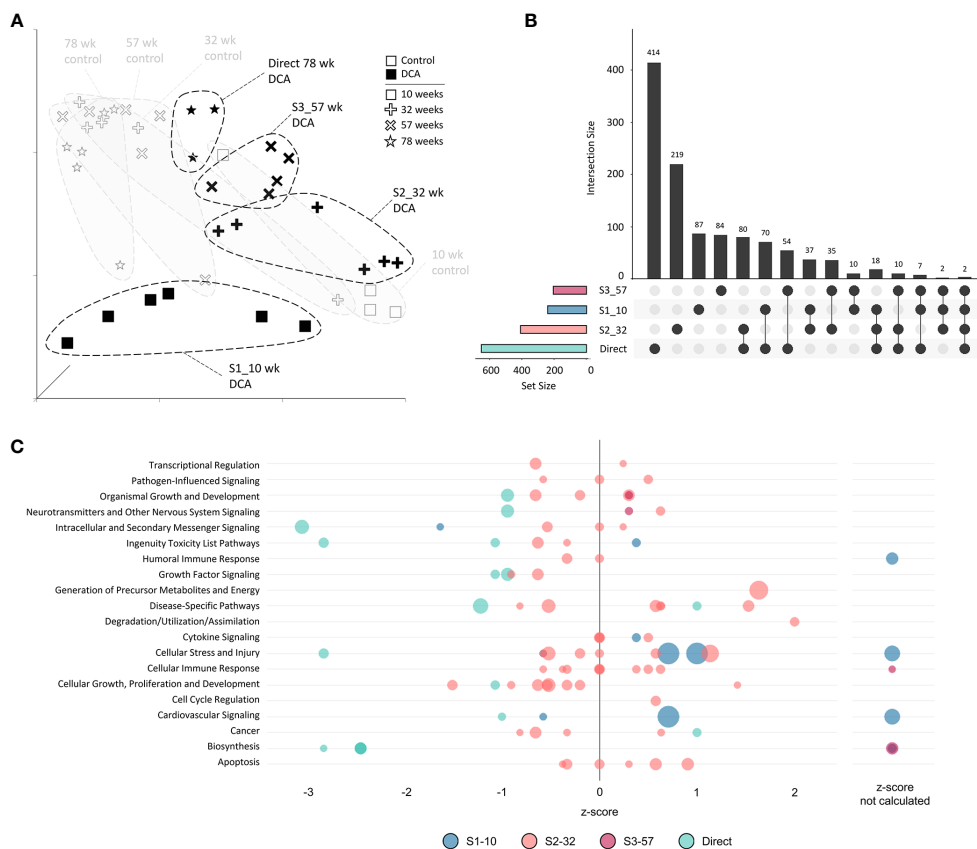 A
78 wk
control
57 wk
control
32 wk
control
Direct 78 wk
DCA
S3_57 wk
DCA
S2_32 wk
DCA
10 wk
control
S1_10 wk
DCA
Control
DCA
10 weeks
32 weeks
57 weeks
78 weeks
B
Intersection Size
400
300
200
100
0
414
219
87
84
80
70
54
37
35
10
18
10
7
2
2
S3_57
S1_10
S2_32
Direct
600
400
200
0
Set Size
C
Transcriptional Regulation
Pathogen-Influenced Signaling
Organismal Growth and Development
Neurotransmitters and Other Nervous System Signaling
Intracellular and Secondary Messenger Signaling
Ingenuity Toxicity List Pathways
Humoral Immune Response
Growth Factor Signaling
Generation of Precursor Metabolites and Energy
Disease-Specific Pathways
Degradation/Utilization/Assimilation
Cytokine Signaling
Cellular Stress and Injury
Cellular Immune Response
Cellular Growth, Proliferation and Development
Cell Cycle Regulation
Cardiovascular Signaling
Cancer
Biosynthesis
Apoptosis
-3
-2
-1
0
1
2
z-score
z-score
not calculated
S1-10
S2-32
S3-57
Direct